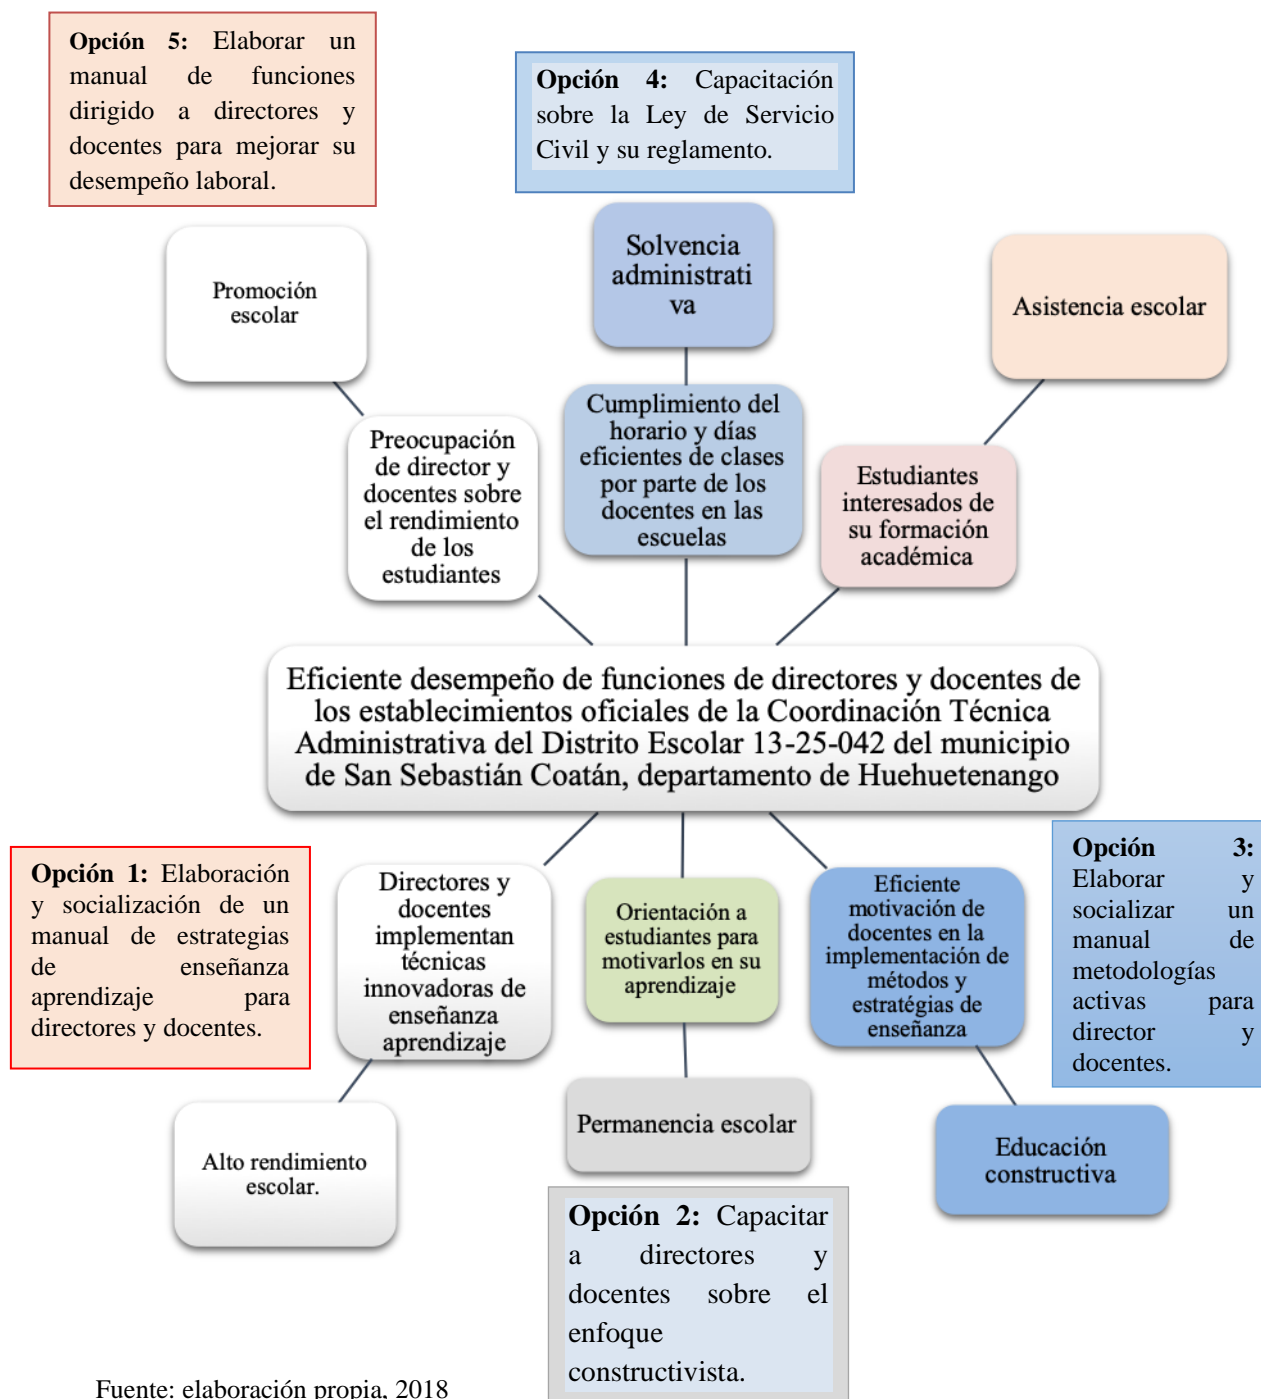 Opción 5: Elaborar un
manual de funciones
dirigido a directores y
docentes para mejorar su
desempeño laboral.
Opción 4: Capacitación
sobre la Ley de Servicio
Civil y su reglamento.
Promoción
escolar
Solvencia
administrati
va
Asistencia escolar
Preocupación
de director y
docentes sobre
el rendimiento
de los
estudiantes
Cumplimiento del
horario y días
eficientes de clases
por parte de los
docentes en las
escuelas
Estudiantes
interesados de
su formación
académica
Eficiente desempeño de funciones de directores y docentes de
los establecimientos oficiales de la Coordinación Técnica
Administrativa del Distrito Escolar 13-25-042 del municipio
de San Sebastián Coatán, departamento de Huehuetenango
Opción 1: Elaboración
y socialización de un
manual de estrategias
de enseñanza
aprendizaje para
directores y docentes.
Directores y
docentes
implementan
técnicas
innovadoras de
enseñanza
aprendizaje
Orientación a
estudiantes para
motivarlos en su
aprendizaje
Eficiente
motivación de
docentes en la
implementación de
métodos y
estratégias de
enseñanza
Opción 3:
Elaborar y
socializar un
manual de
metodologías
activas para
director y
docentes.
Alto rendimiento
escolar.
Permanencia escolar
Educación
constructiva
Opción 2: Capacitar
a directores y
docentes sobre el
enfoque
constructivista.
Fuente: elaboración propia, 2018